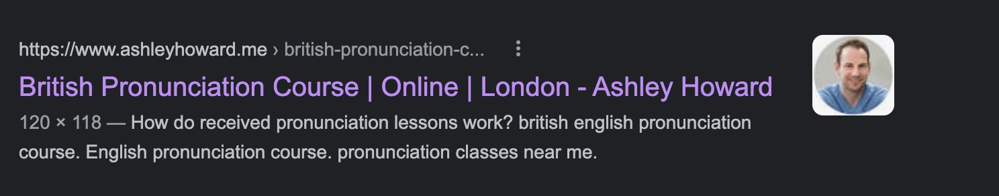 https://www.ashleyhoward.me › british-pronunciation-c...
British Pronunciation Course | Online | London - Ashley Howard
120 × 118 — How do received pronunciation lessons work? british english pronunciation
course. English pronunciation course. pronunciation classes near me.